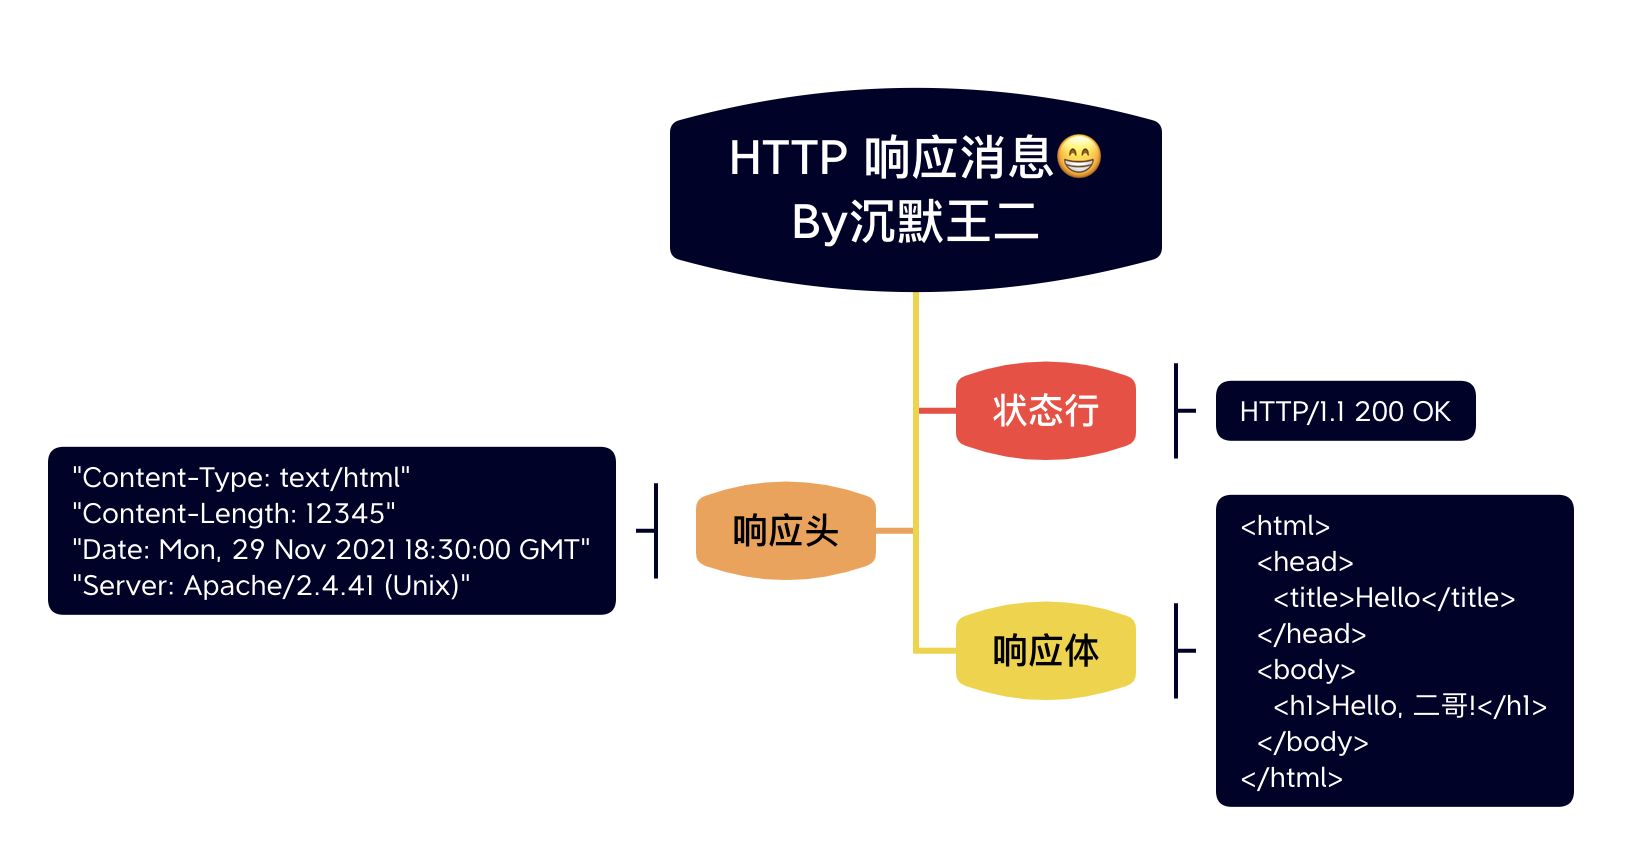 HTTP 响应消息😁
By沉默王二
状态行
HTTP/1.1 200 OK
响应头
"Content-Type: text/html"
"Content-Length: 12345"
"Date: Mon, 29 Nov 2021 18:30:00 GMT"
"Server: Apache/2.4.41 (Unix)"
响应体
<html>
  <head>
    <title>Hello</title>
  </head>
  <body>
    <h1>Hello, 二哥!</h1>
  </body>
</html>